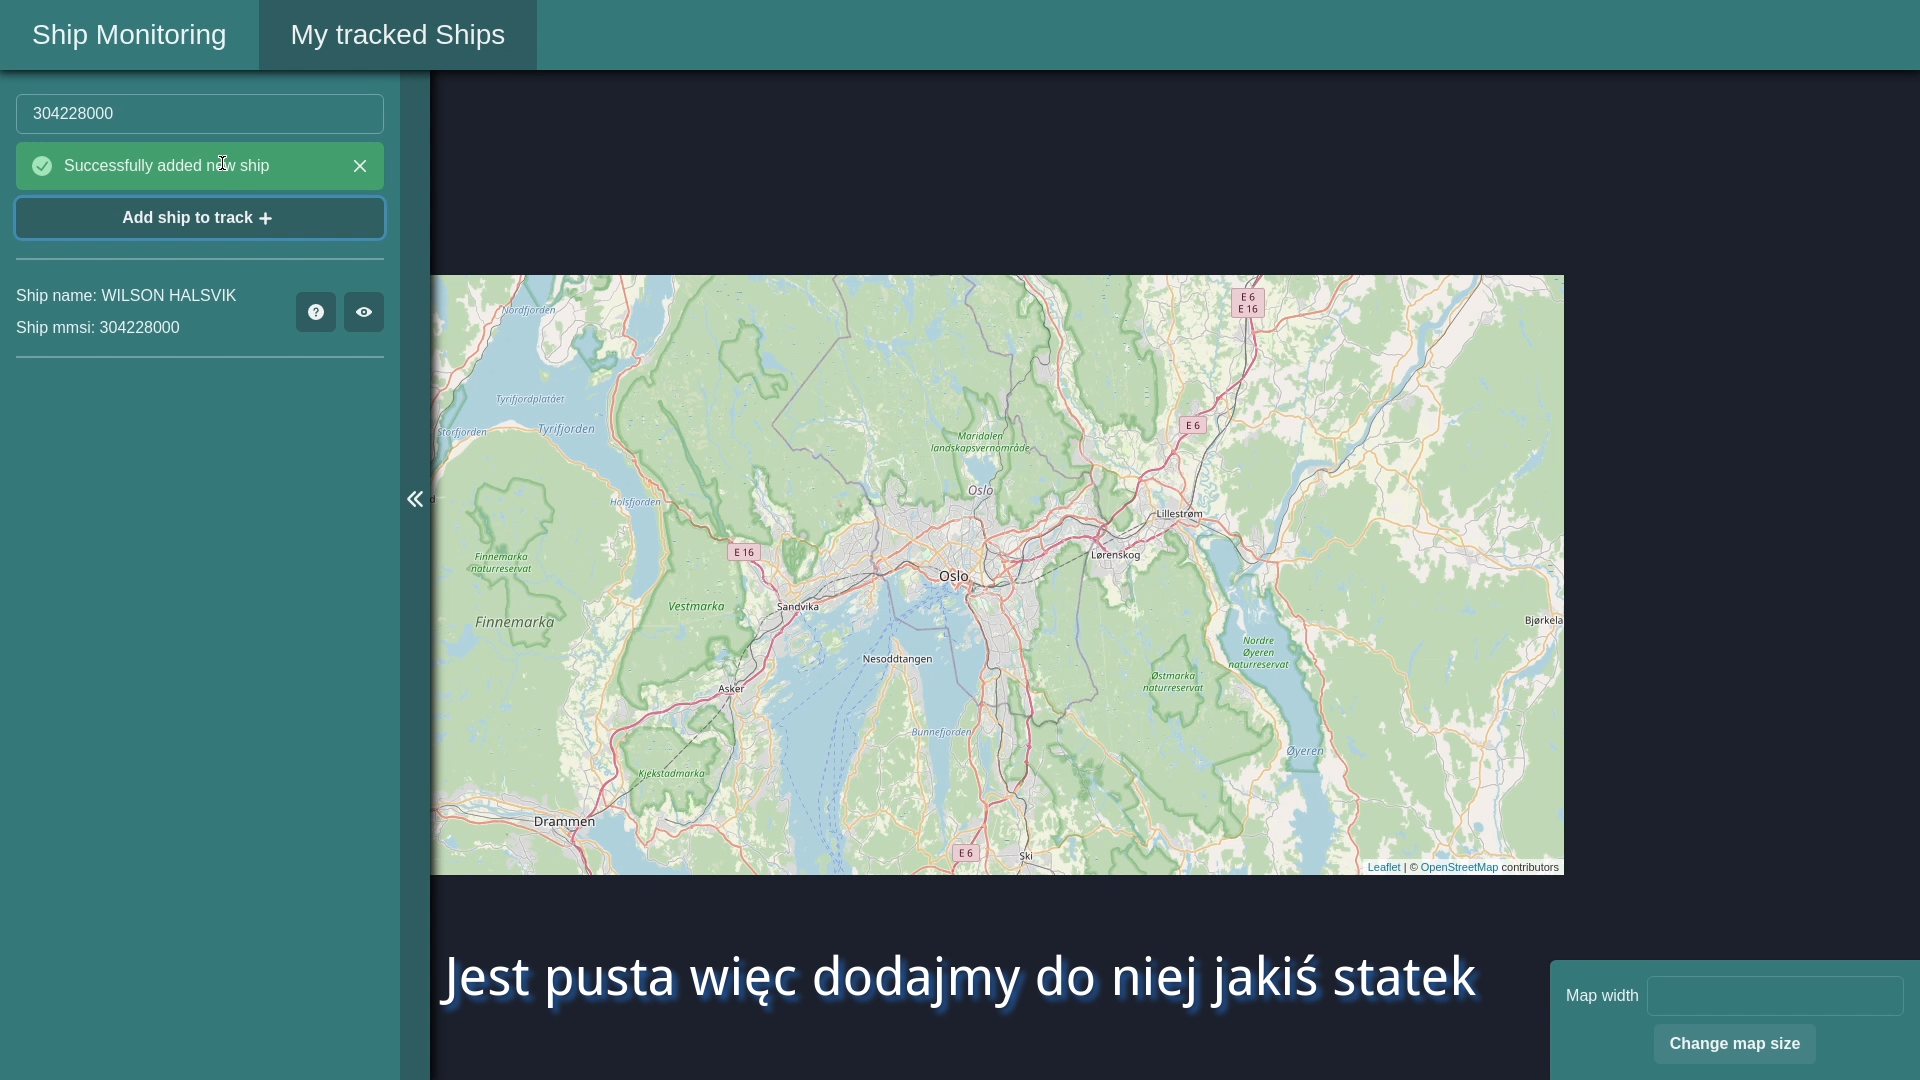 Ship Monitoring
My tracked Ships
304228000
Successfully added new ship
Add ship to track
Ship name: WILSON HALSVIK
Ship mmsi: 304228000
Nordfjorden
E 6
E 16
Tyrifjordplatået
Storfjorden
Tyrifjorden
E 6
Maridalen
landskapsvernområde
Oslo
Holsfjorden
Lillestrøm
E 16
Lørenskog
Finnemarka
naturreservat
Oslo
Vestmarka
Sandvika
Finnemarka
Bjørkela
Nordre
Øyeren
naturreservat
Nesoddtangen
Østmarka
naturreservat
Asker
Bunnefjorden
Øyeren
Kjekstadmarka
Drammen
E 6
Ski
Leaflet | © OpenStreetMap contributors
Jest pusta więc dodajmy do niej jakiś statek
Map width
Change map size